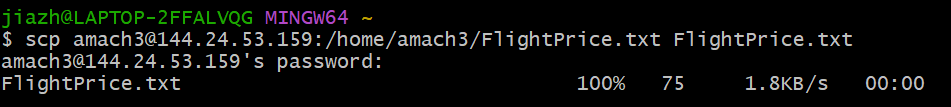 jiazh@LAPTOP-2FFALVQG MINGW64 ~
$ scp amach3@144.24.53.159:/home/amach3/FlightPrice.txt FlightPrice.txt
amach3@144.24.53.159's password:
FlightPrice.txt 100% 75 1.8KB/s 00:00